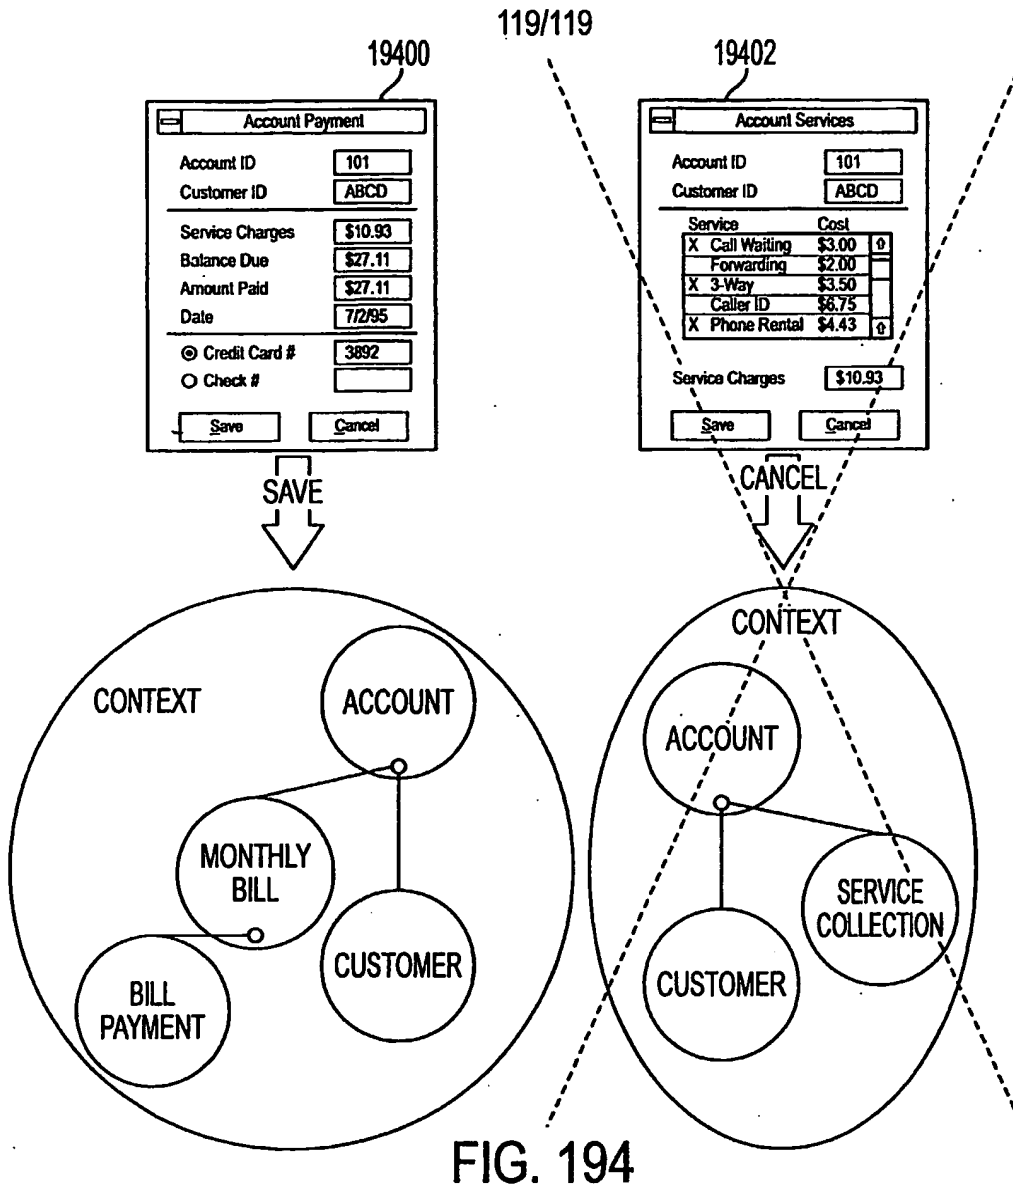 119/119
19400
Account Payment
Account ID 101
Customer ID ABCD
Service Charges $10.93
Balance Due $27.11
Amount Paid $27.11
Date 7/2/95
Credit Card # 3892
Check #
Save Cancel
SAVE
CONTEXT
ACCOUNT
MONTHLY
BILL
CUSTOMER
BILL
PAYMENT
19402
Account Services
Account ID 101
Customer ID ABCD
Service Cost
X Call Waiting $3.00
Forwarding $2.00
X 3-Way $3.50
Caller ID $6.75
X Phone Rental $4.43
Service Charges $10.93
Save Cancel
CANCEL
CONTEXT
ACCOUNT
SERVICE
COLLECTION
CUSTOMER
FIG. 194